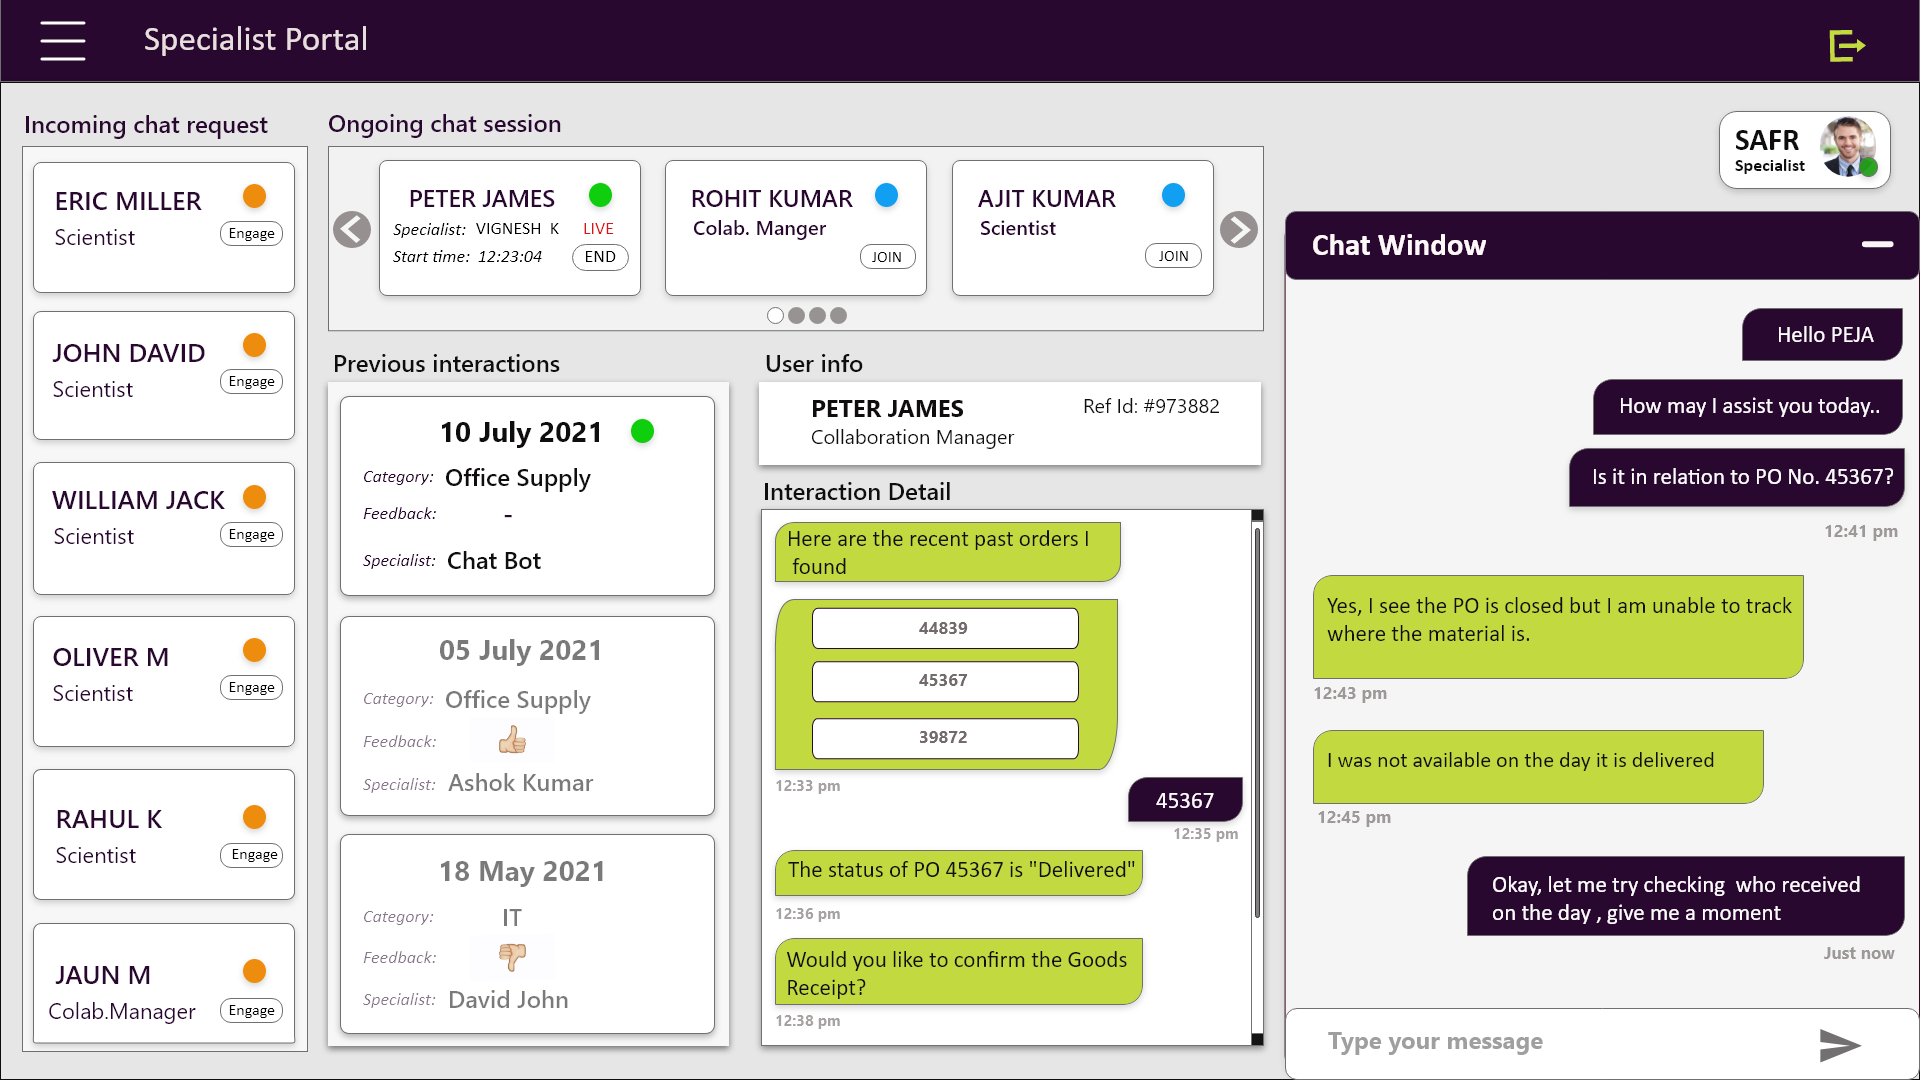 Specialist Portal
Incoming chat request
ERIC MILLER
Scientist
Engage
JOHN DAVID
Scientist
Engage
WILLIAM JACK
Scientist
Engage
OLIVER M
Scientist
Engage
RAHUL K
Scientist
Engage
JAUN M
Colab.Manager
Engage
Ongoing chat session
PETER JAMES
Specialist: VIGNESH K LIVE
Start time: 12:23:04 END
ROHIT KUMAR
Colab. Manger
JOIN
AJIT KUMAR
Scientist
JOIN
Previous interactions
10 July 2021
Category: Office Supply
Feedback: -
Specialist: Chat Bot
05 July 2021
Category: Office Supply
Feedback:
Specialist: Ashok Kumar
18 May 2021
Category: IT
Feedback:
Specialist: David John
User info
PETER JAMES
Ref Id: #973882
Collaboration Manager
Interaction Detail
Here are the recent past orders I
found
44839
45367
39872
12:33 pm
45367
12:35 pm
The status of PO 45367 is "Delivered"
12:36 pm
Would you like to confirm the Goods
Receipt?
12:38 pm
SAFR
Specialist
Chat Window
Hello PEJA
How may I assist you today..
Is it in relation to PO No. 45367?
12:41 pm
Yes, I see the PO is closed but I am unable to track
where the material is.
12:43 pm
I was not available on the day it is delivered
12:45 pm
Okay, let me try checking who received
on the day , give me a moment
Just now
Type your message